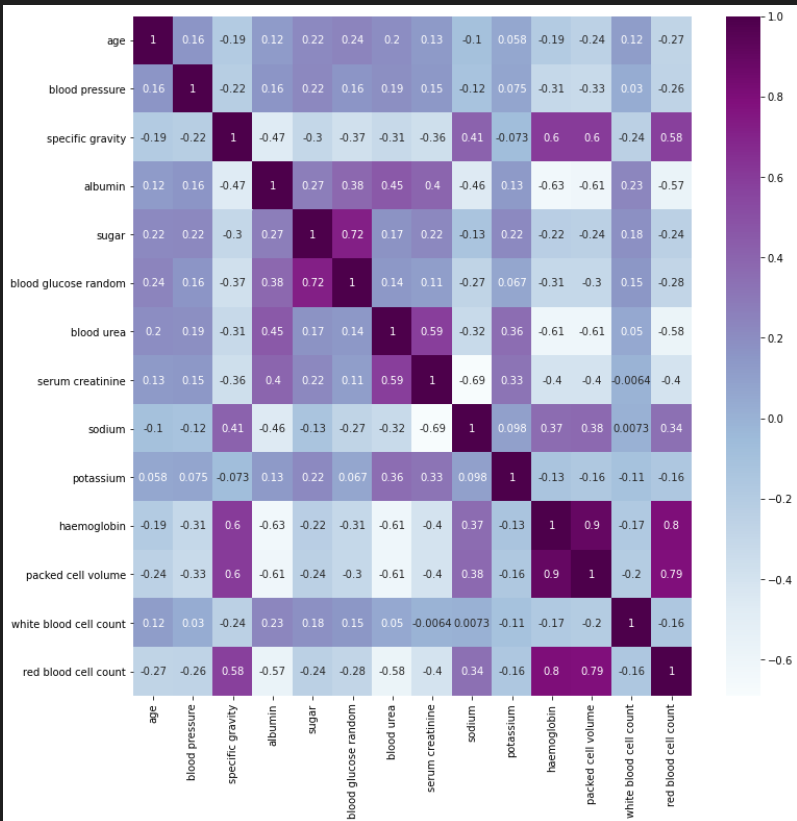 age 1 0.16 -0.19 0.12 0.22 0.24 0.2 0.13 -0.1 0.058 -0.19 -0.24 0.12 -0.27
blood pressure 0.16 1 -0.22 0.16 0.22 0.16 0.19 0.15 -0.12 0.075 -0.31 -0.33 0.03 -0.26
specific gravity -0.19 -0.22 1 -0.47 -0.3 -0.37 -0.31 -0.36 0.41 -0.073 0.6 0.6 -0.24 0.58
albumin 0.12 0.16 -0.47 1 0.27 0.38 0.45 0.4 -0.46 0.13 -0.63 -0.61 0.23 -0.57
sugar 0.22 0.22 -0.3 0.27 1 0.72 0.17 0.22 -0.13 0.22 -0.22 -0.24 0.18 -0.24
blood glucose random 0.24 0.16 -0.37 0.38 0.72 1 0.14 0.11 -0.27 0.067 -0.31 -0.3 0.15 -0.28
blood urea 0.2 0.19 -0.31 0.45 0.17 0.14 1 0.59 -0.32 0.36 -0.61 -0.61 0.05 -0.58
serum creatinine 0.13 0.15 -0.36 0.4 0.22 0.11 0.59 1 -0.69 0.33 -0.4 -0.4 -0.0064 -0.4
sodium -0.1 -0.12 0.41 -0.46 -0.13 -0.27 -0.32 -0.69 1 0.098 0.37 0.38 0.0073 0.34
potassium 0.058 0.075 -0.073 0.13 0.22 0.067 0.36 0.33 0.098 1 -0.13 -0.16 -0.11 -0.16
haemoglobin -0.19 -0.31 0.6 -0.63 -0.22 -0.31 -0.61 -0.4 0.37 -0.13 1 0.9 -0.17 0.8
packed cell volume -0.24 -0.33 0.6 -0.61 -0.24 -0.3 -0.61 -0.4 0.38 -0.16 0.9 1 -0.2 0.79
white blood cell count 0.12 0.03 -0.24 0.23 0.18 0.15 0.05 -0.0064 0.0073 -0.11 -0.17 -0.2 1 -0.16
red blood cell count -0.27 -0.26 0.58 -0.57 -0.24 -0.28 -0.58 -0.4 0.34 -0.16 0.8 0.79 -0.16 1
age
blood pressure
specific gravity
albumin
sugar
blood glucose random
blood urea
serum creatinine
sodium
potassium
haemoglobin
packed cell volume
white blood cell count
red blood cell count
1.0
0.8
0.6
0.4
0.2
0.0
−0.2
−0.4
−0.6